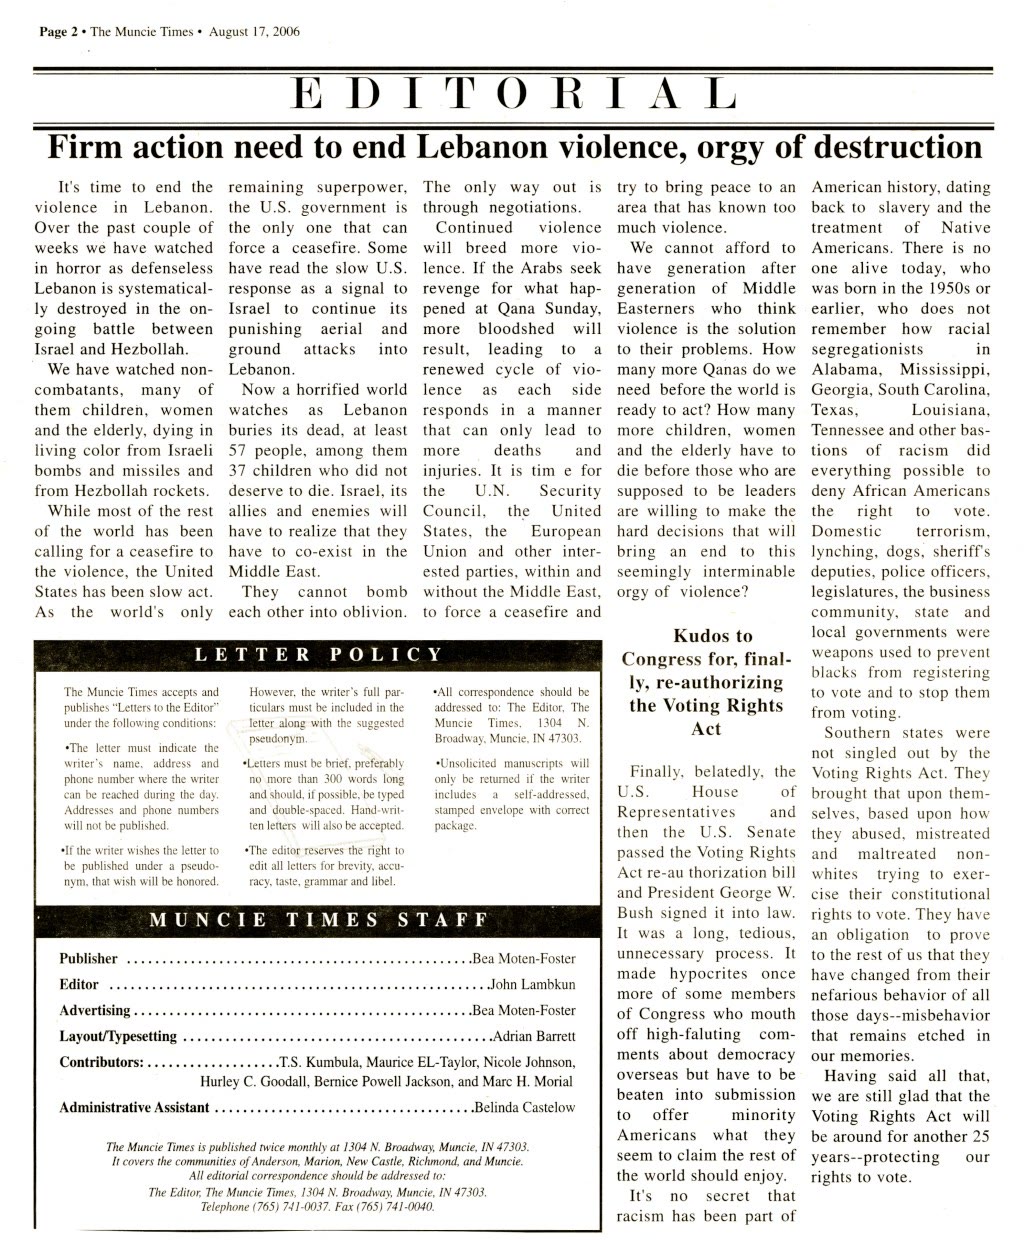 Page 2 • The Muncie Times • August 17, 2006
EDITORIAL
Firm action need to end Lebanon violence, orgy of destruction
It's time to end the
violence in Lebanon.
Over the past couple of
weeks we have watched
in horror as defenseless
Lebanon is systematical-
ly destroyed in the on-
going battle between
Israel and Hezbollah.
We have watched non-
combatants, many of
them children, women
and the elderly, dying in
living color from Israeli
bombs and missiles and
from Hezbollah rockets.
While most of the rest
of the world has been
calling for a ceasefire to
the violence, the United
States has been slow act.
As the world's only
remaining superpower,
the U.S. government is
the only one that can
force a ceasefire. Some
have read the slow U.S.
response as a signal to
Israel to continue its
punishing aerial and
ground attacks into
Lebanon.
Now a horrified world
watches as Lebanon
buries its dead, at least
57 people, among them
37 children who did not
deserve to die. Israel, its
allies and enemies will
have to realize that they
have to co-exist in the
Middle East.
They cannot bomb
each other into oblivion.
The only way out is
through negotiations.
Continued violence
will breed more vio-
lence. If the Arabs seek
revenge for what hap-
pened at Qana Sunday,
more bloodshed will
result, leading to a
renewed cycle of vio-
lence as each side
responds in a manner
that can only lead to
more deaths and
injuries. It is tim e for
the U.N. Security
Council, the United
States, the European
Union and other inter-
ested parties, within and
without the Middle East,
to force a ceasefire and
try to bring peace to an
area that has known too
much violence.
We cannot afford to
have generation after
generation of Middle
Easterners who think
violence is the solution
to their problems. How
many more Qanas do we
need before the world is
ready to act? How many
more children, women
and the elderly have to
die before those who are
supposed to be leaders
are willing to make the
hard decisions that will
bring an end to this
seemingly interminable
orgy of violence?
Kudos to
Congress for, final-
ly, re-authorizing
the Voting Rights
Act
Finally, belatedly, the
U.S. House of
Representatives and
then the U.S. Senate
passed the Voting Rights
Act re-au thorization bill
and President George W.
Bush signed it into law.
It was a long, tedious,
unnecessary process. It
made hypocrites once
more of some members
of Congress who mouth
off high-faluting com-
ments about democracy
overseas but have to be
beaten into submission
to offer minority
Americans what they
seem to claim the rest of
the world should enjoy.
It's no secret that
racism has been part of
American history, dating
back to slavery and the
treatment of Native
Americans. There is no
one alive today, who
was born in the 1950s or
earlier, who does not
remember how racial
segregationists in
Alabama, Mississippi,
Georgia, South Carolina,
Texas, Louisiana,
Tennessee and other bas-
tions of racism did
everything possible to
deny African Americans
the right to vote.
Domestic terrorism,
lynching, dogs, sheriff's
deputies, police officers,
legislatures, the business
community, state and
local governments were
weapons used to prevent
blacks from registering
to vote and to stop them
from voting.
Southern states were
not singled out by the
Voting Rights Act. They
brought that upon them-
selves, based upon how
they abused, mistreated
and maltreated non-
whites trying to exer-
cise their constitutional
rights to vote. They have
an obligation to prove
to the rest of us that they
have changed from their
nefarious behavior of all
those days--misbehavior
that remains etched in
our memories.
Having said all that,
we are still glad that the
Voting Rights Act will
be around for another 25
years--protecting our
rights to vote.
LETTER POLICY
The Muncie Times accepts and
publishes “Letters to the Editor”
under the following conditions:
•The letter must indicate the
writer's name, address and
phone number where the writer
can be reached during the day.
Addresses and phone numbers
will not be published.
•If the writer wishes the letter to
be published under a pseudo-
nym, that wish will be honored.
However, the writer's full par-
ticulars must be included in the
letter along with the suggested
pseudonym.
•Letters must be brief, preferably
no more than 300 words long
and should, if possible, be typed
and double-spaced. Hand-writ-
ten letters will also be accepted.
•The editor reserves the right to
edit all letters for brevity, accu-
racy, taste, grammar and libel.
•All correspondence should be
addressed to: The Editor, The
Muncie Times, 1304 N.
Broadway, Muncie, IN 47303.
•Unsolicited manuscripts will
only be returned if the writer
includes a self-addressed,
stamped envelope with correct
package.
MUNCIE TIMES STAFF
Publisher ................................................Bea Moten-Foster
Editor .....................................................John Lambkun
Advertising...............................................Bea Moten-Foster
Layout/Typesetting ...........................................Adrian Barrett
Contributors:..................T.S. Kumbula, Maurice EL-Taylor, Nicole Johnson,
Hurley C. Goodall, Bernice Powell Jackson, and Marc H. Morial
Administrative Assistant ....................................Belinda Castelow
The Muncie Times is published twice monthly at 1304 N. Broadway, Muncie, IN 47303.
It covers the communities of Anderson, Marion, New Castle, Richmond, and Muncie.
All editorial correspondence should be addressed to:
The Editor, The Muncie Times, 1304 N. Broadway, Muncie, IN 47303.
Telephone (765) 741-0037. Fax (765) 741-0040.